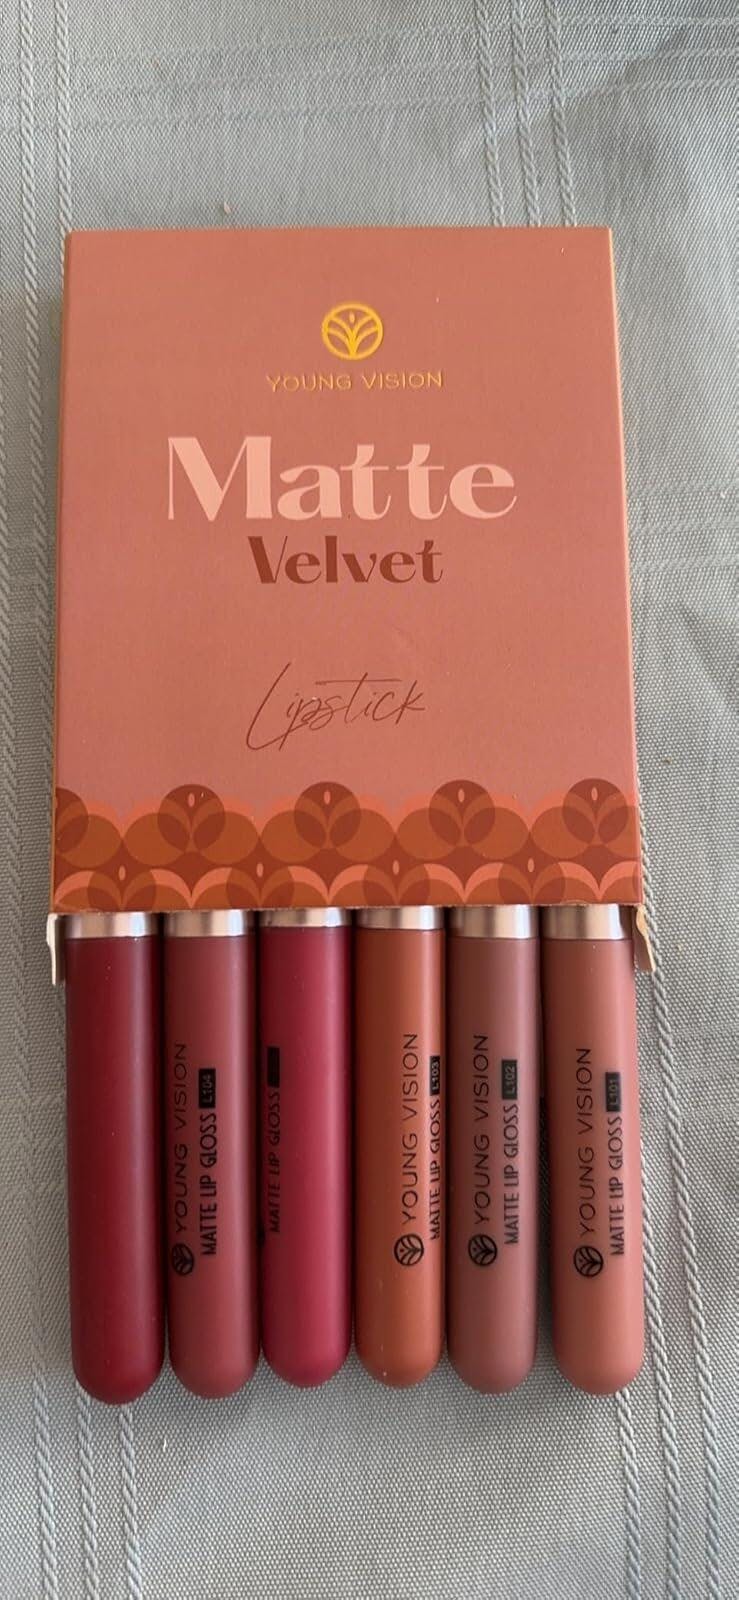 YOUNG VISION
Matte
Velvet
Lipstick
YOUNG VISION
MATTE LIP GLOSS L104
MATTE LIP GLOSS
YOUNG VISION
MATTE LIP GLOSS L103
YOUNG VISION
MATTE LIP GLOSS L102
YOUNG VISION
MATTE LIP GLOSS L101